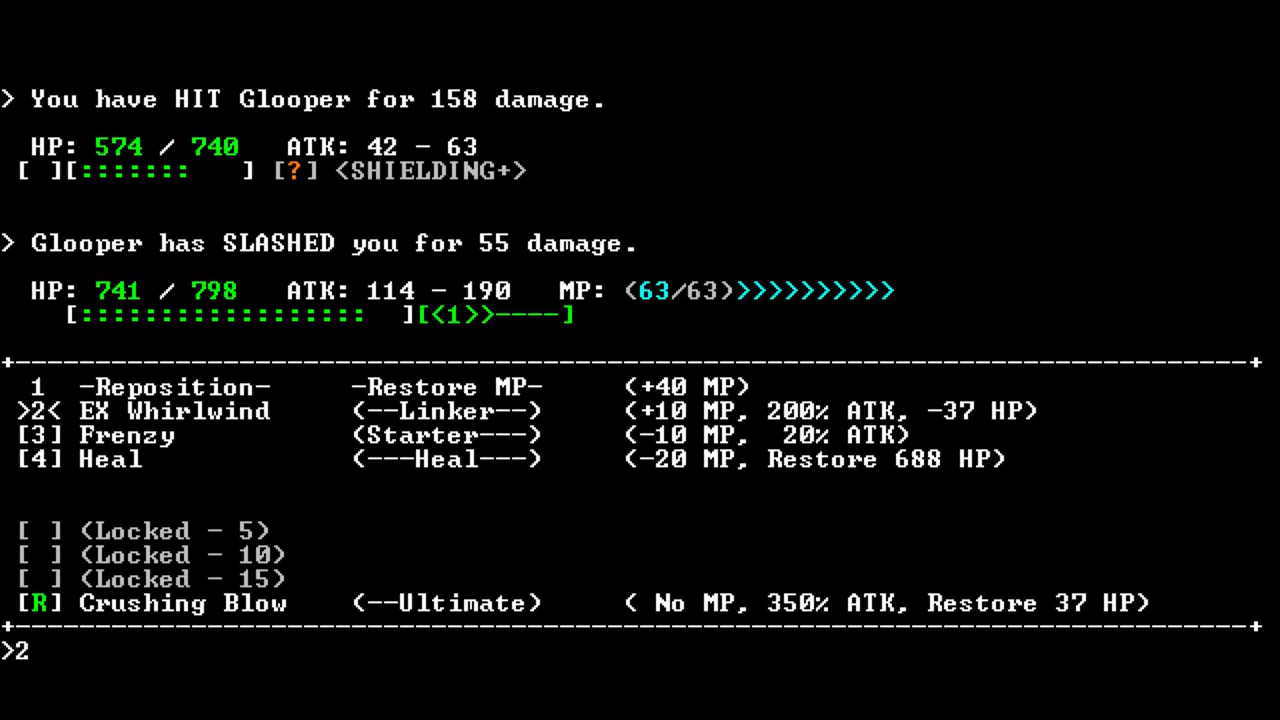 > You have HIT Glooper for 158 damage.
HP: 574 / 740   ATK: 42 - 63
[ ][:::::::    ] [?] <SHIELDING+>
> Glooper has SLASHED you for 55 damage.
HP: 741 / 798   ATK: 114 - 190   MP: (63/63)>>>>>>>>>>
[::::::::::::::::::  ][<1>>----]
+------------------------------------------------------------------------------+
1  -Reposition-     -Restore MP-     (+40 MP)
>2< EX Whirlwind     (--Linker--)     (+10 MP, 200% ATK, -37 HP)
[3] Frenzy           (Starter---)     (-10 MP,  20% ATK)
[4] Heal             (---Heal---)     (-20 MP, Restore 688 HP)
[ ] (Locked - 5)
[ ] (Locked - 10)
[ ] (Locked - 15)
[R] Crushing Blow    (--Ultimate)     ( No MP, 350% ATK, Restore 37 HP)
+------------------------------------------------------------------------------+
>2